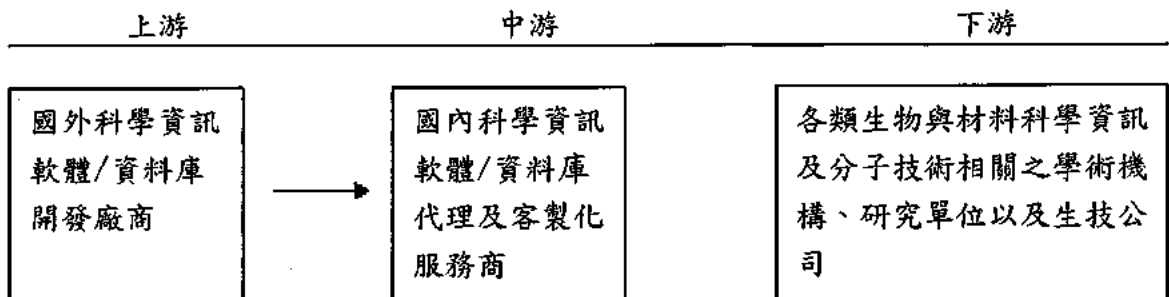 上游 中游 下游
國外科學資訊
軟體/資料庫
開發廠商
國內科學資訊
軟體/資料庫
代理及客製化
服務商
各類生物與材料科學資訊
及分子技術相關之學術機
構、研究單位以及生技公
司